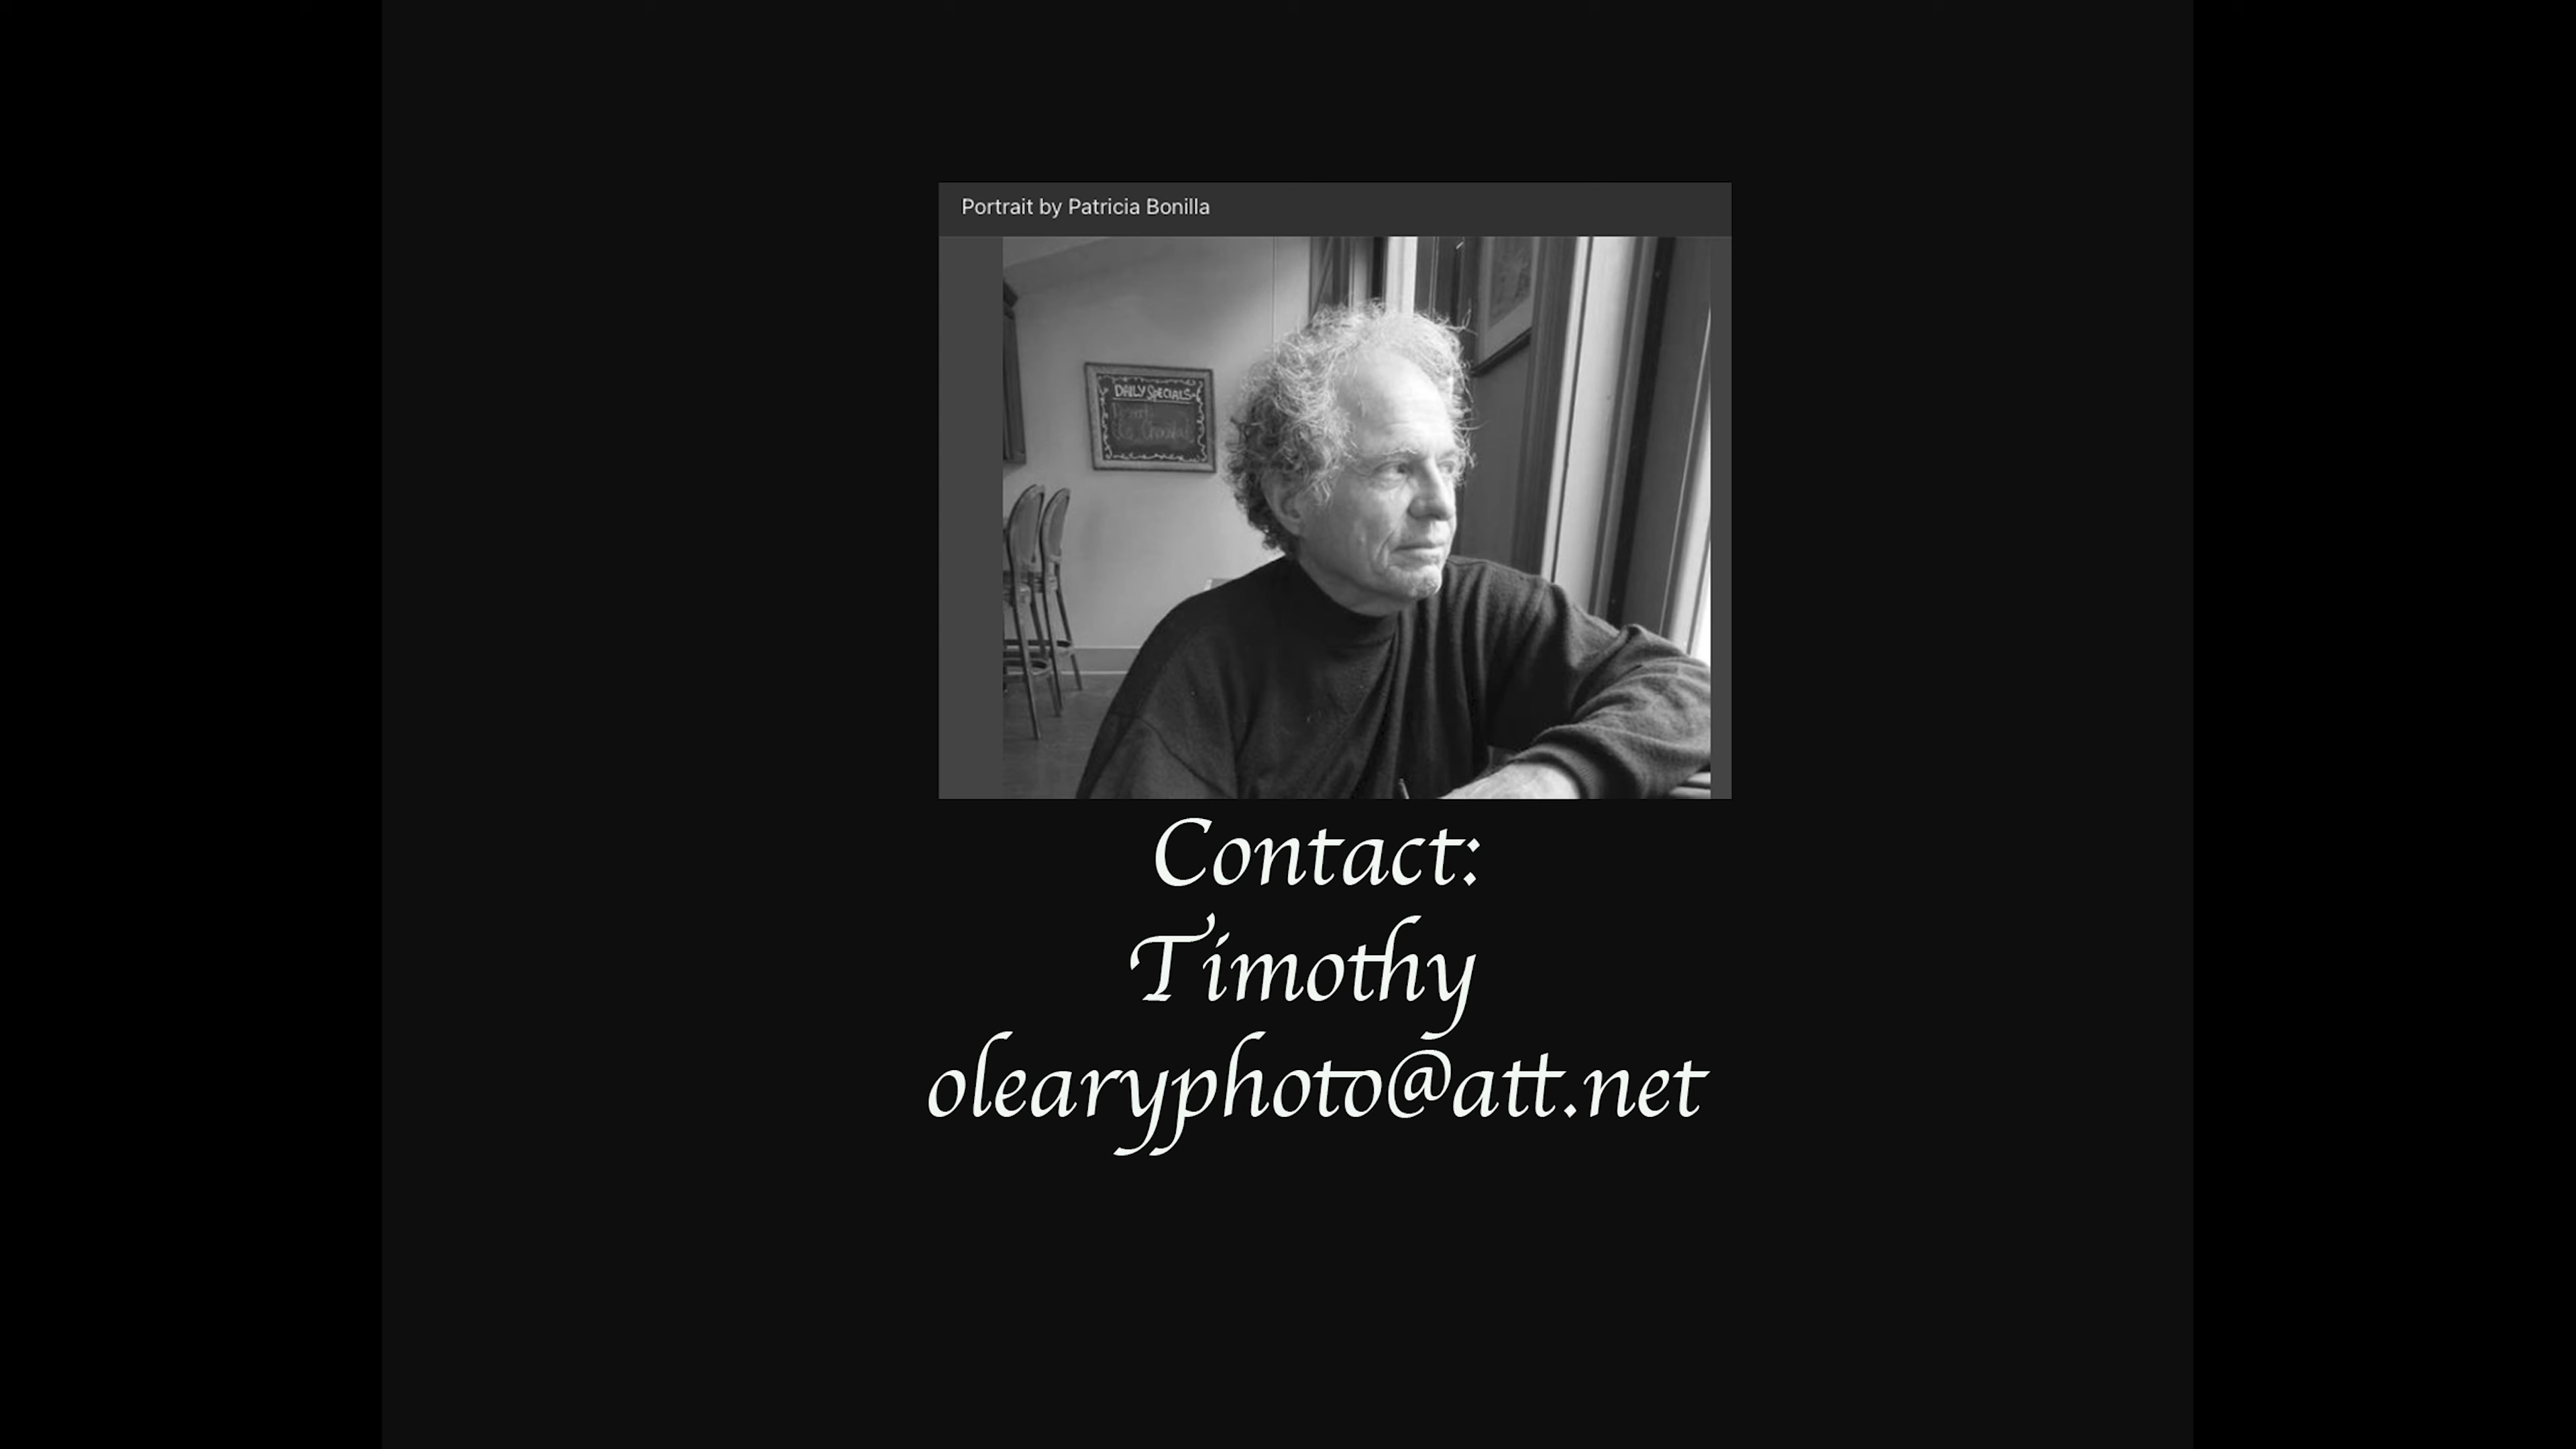 Portrait by Patricia Bonilla
DAILY SPECIALS
Contact:
Timothy
olearyphoto@att.net